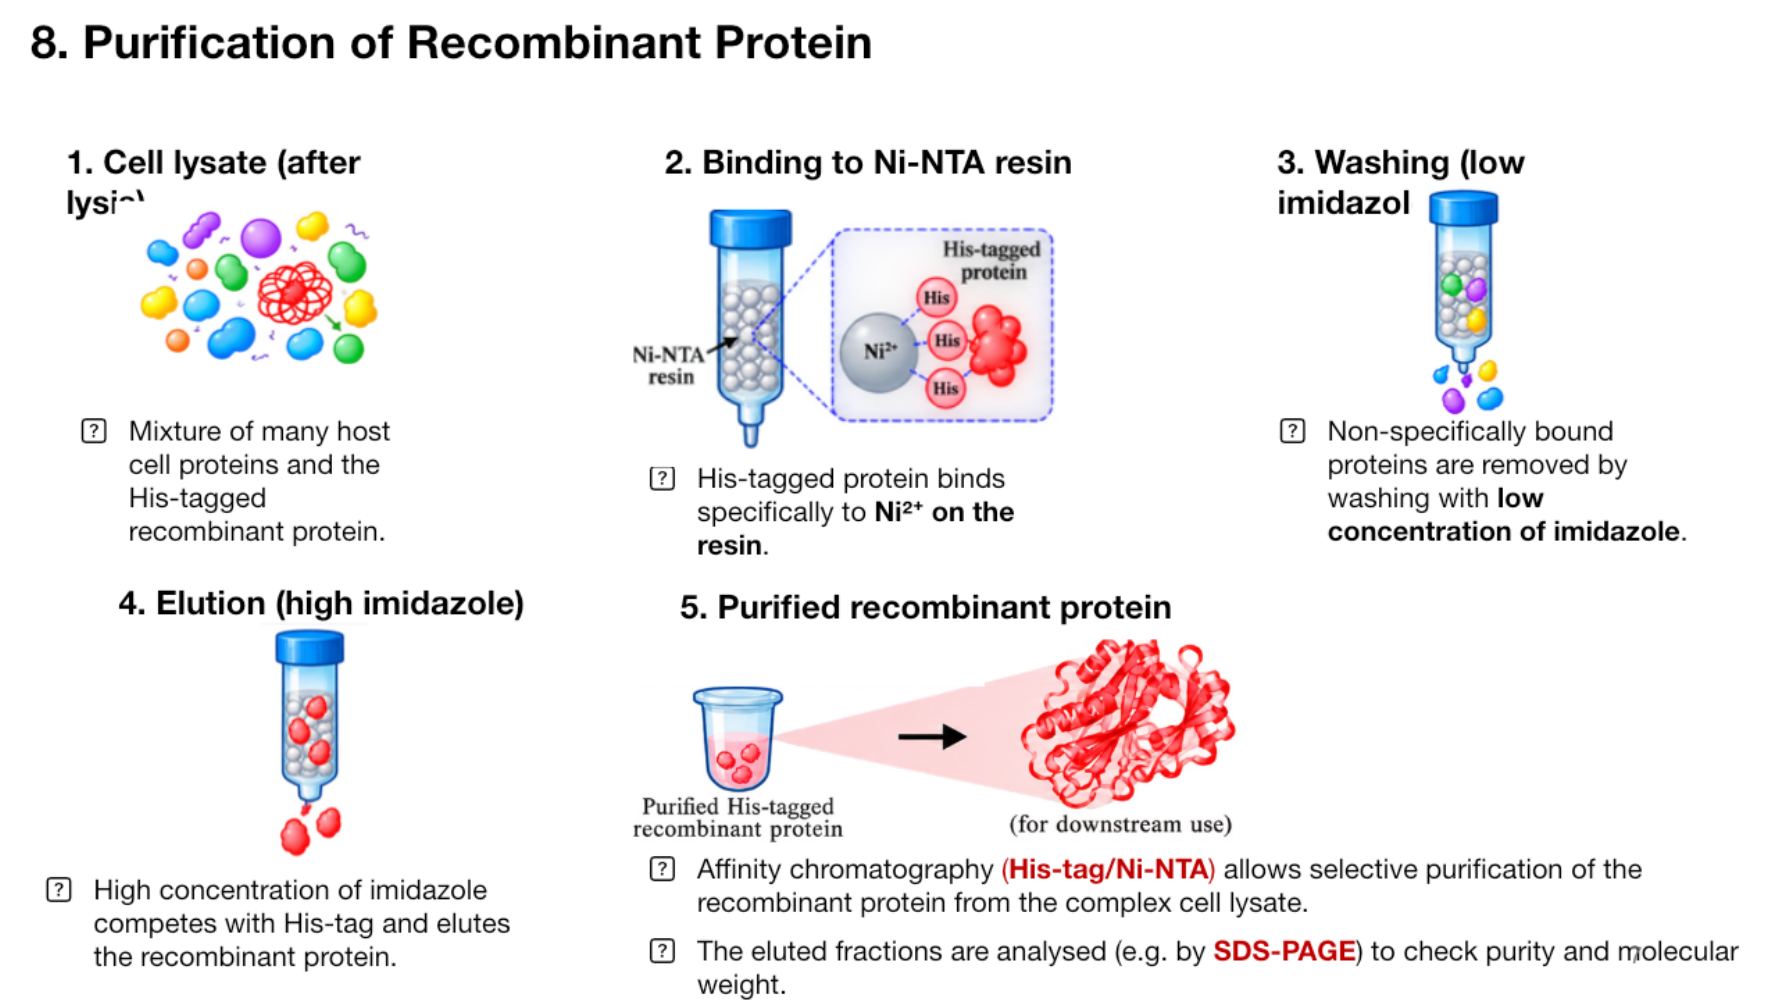 8. Purification of Recombinant Protein
1. Cell lysate (after
lysis)
Mixture of many host
cell proteins and the
His-tagged
recombinant protein.
2. Binding to Ni-NTA resin
His-tagged
protein
His
His
His
Ni²⁺
Ni-NTA
resin
His-tagged protein binds
specifically to Ni²⁺ on the
resin.
3. Washing (low
imidazol
Non-specifically bound
proteins are removed by
washing with low
concentration of imidazole.
4. Elution (high imidazole)
High concentration of imidazole
competes with His-tag and elutes
the recombinant protein.
5. Purified recombinant protein
Purified His-tagged
recombinant protein
(for downstream use)
Affinity chromatography (His-tag/Ni-NTA) allows selective purification of the
recombinant protein from the complex cell lysate.
The eluted fractions are analysed (e.g. by SDS-PAGE) to check purity and molecular
weight.